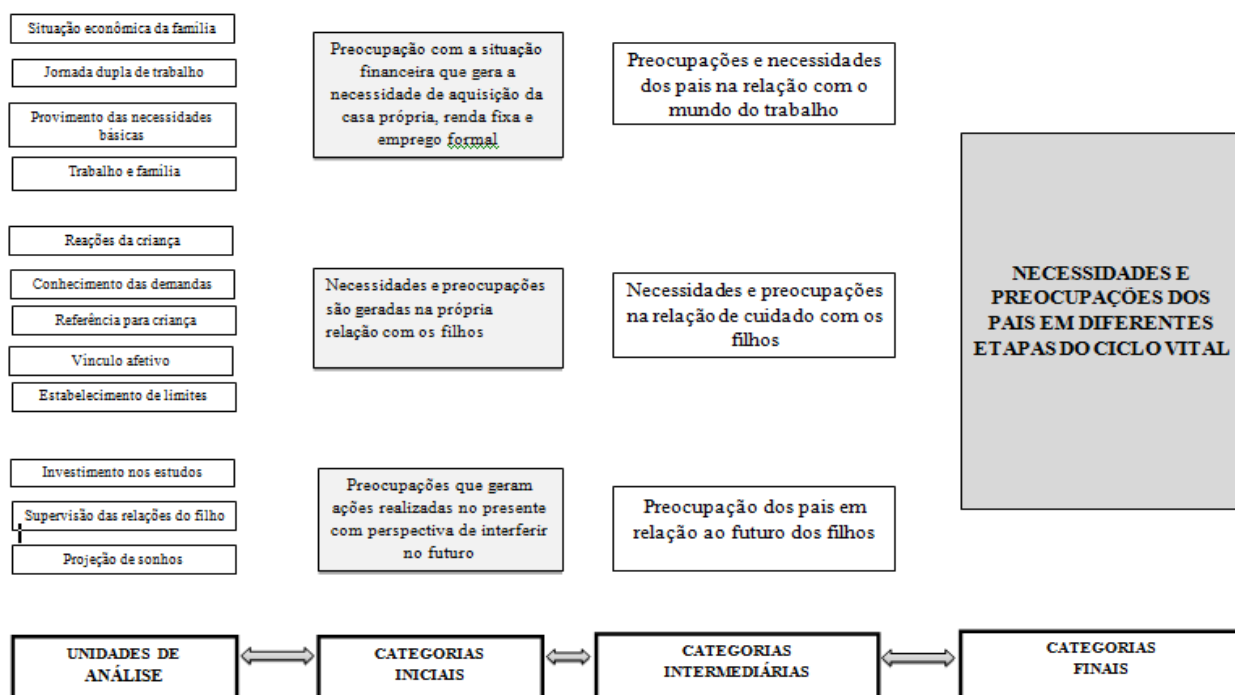 Situação econômica da família
Jornada dupla de trabalho
Provimento das necessidades
básicas
Trabalho e família
Reações da criança
Conhecimento das demandas
Referência para criança
Vínculo afetivo
Estabelecimento de limites
Investimento nos estudos
Supervisão das relações do filho
Projeção de sonhos
Preocupação com a situação
financeira que gera a
necessidade de aquisição da
casa própria, renda fixa e
emprego formal
Necessidades e preocupações
são geradas na própria
relação com os filhos
Preocupações que geram
ações realizadas no presente
com perspectiva de interferir
no futuro
Preocupações e necessidades
dos pais na relação com o
mundo do trabalho
Necessidades e preocupações
na relação de cuidado com os
filhos
Preocupação dos pais em
relação ao futuro dos filhos
NECESSIDADES E
PREOCUPAÇÕES DOS
PAIS EM DIFERENTES
ETAPAS DO CICLO VITAL
UNIDADES DE
ANÁLISE
CATEGORIAS
INICIAIS
CATEGORIAS
INTERMEDIÁRIAS
CATEGORIAS
FINAIS